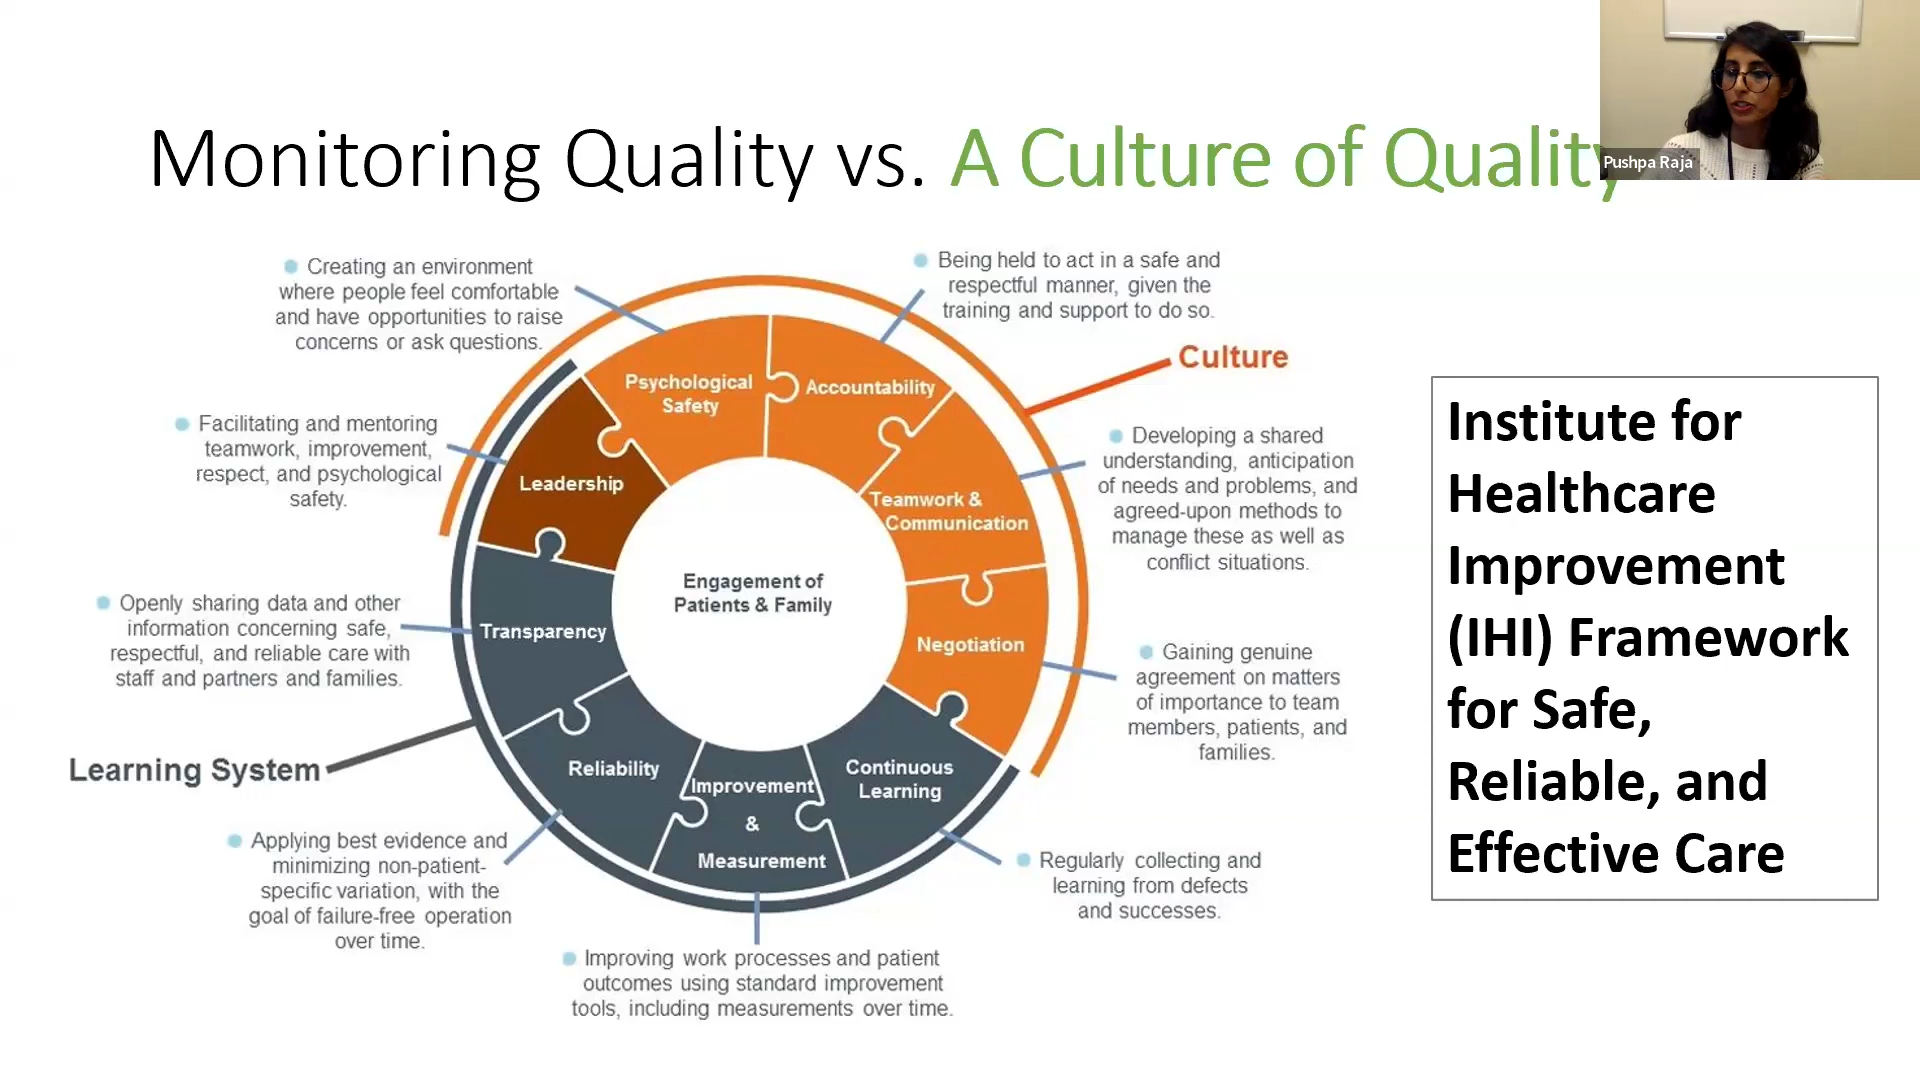 Monitoring Quality vs. A Culture of Quality
Pushpa Raja
Creating an environment
where people feel comfortable
and have opportunities to raise
concerns or ask questions.
Being held to act in a safe and
respectful manner, given the
training and support to do so.
Culture
Facilitating and mentoring
teamwork, improvement,
respect, and psychological
safety.
Developing a shared
understanding, anticipation
of needs and problems, and
agreed-upon methods to
manage these as well as
conflict situations.
Openly sharing data and other
information concerning safe,
respectful, and reliable care with
staff and partners and families.
Gaining genuine
agreement on matters
of importance to team
members, patients, and
families.
Learning System
Applying best evidence and
minimizing non-patient-
specific variation, with the
goal of failure-free operation
over time.
Regularly collecting and
learning from defects
and successes.
Improving work processes and patient
outcomes using standard improvement
tools, including measurements over time.
Psychological
Safety
Accountability
Leadership
Teamwork &
Communication
Engagement of
Patients & Family
Transparency
Negotiation
Reliability
Improvement
&
Measurement
Continuous
Learning
Institute for
Healthcare
Improvement
(IHI) Framework
for Safe,
Reliable, and
Effective Care